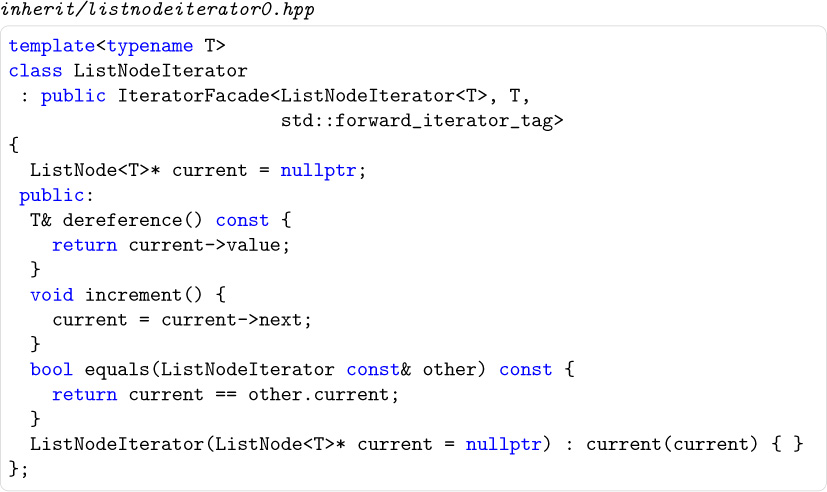 inherit/listnodeiterator0.hpp
template<typename T>
class ListNodeIterator
 : public IteratorFacade<ListNodeIterator<T>, T,
                         std::forward_iterator_tag>
{
  ListNode<T>* current = nullptr;
 public:
  T& dereference() const {
    return current->value;
  }
  void increment() {
    current = current->next;
  }
  bool equals(ListNodeIterator const& other) const {
    return current == other.current;
  }
  ListNodeIterator(ListNode<T>* current = nullptr) : current(current) { }
};